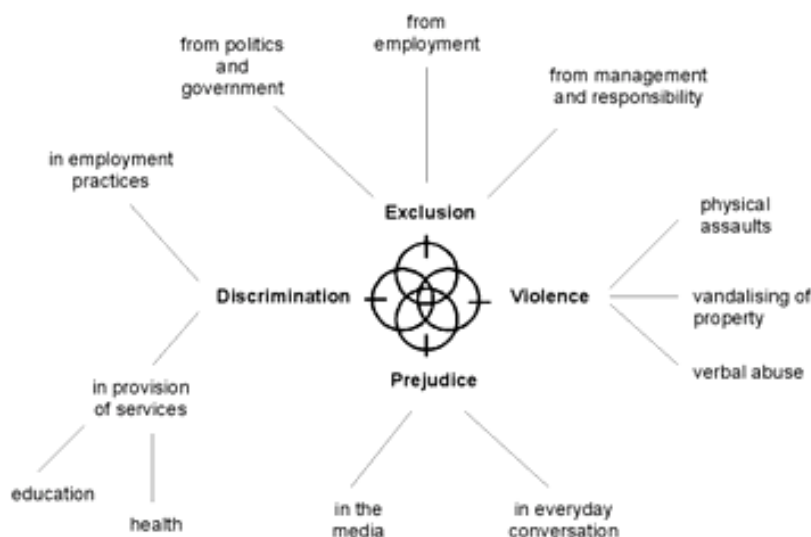 from
employment
from politics
and
government
from management
and responsibility
in employment
practices
Exclusion
physical
assaults
Discrimination
Violence
vandalising of
property
verbal abuse
Prejudice
in provision
of services
education
health
in the
media
in everyday
conversation